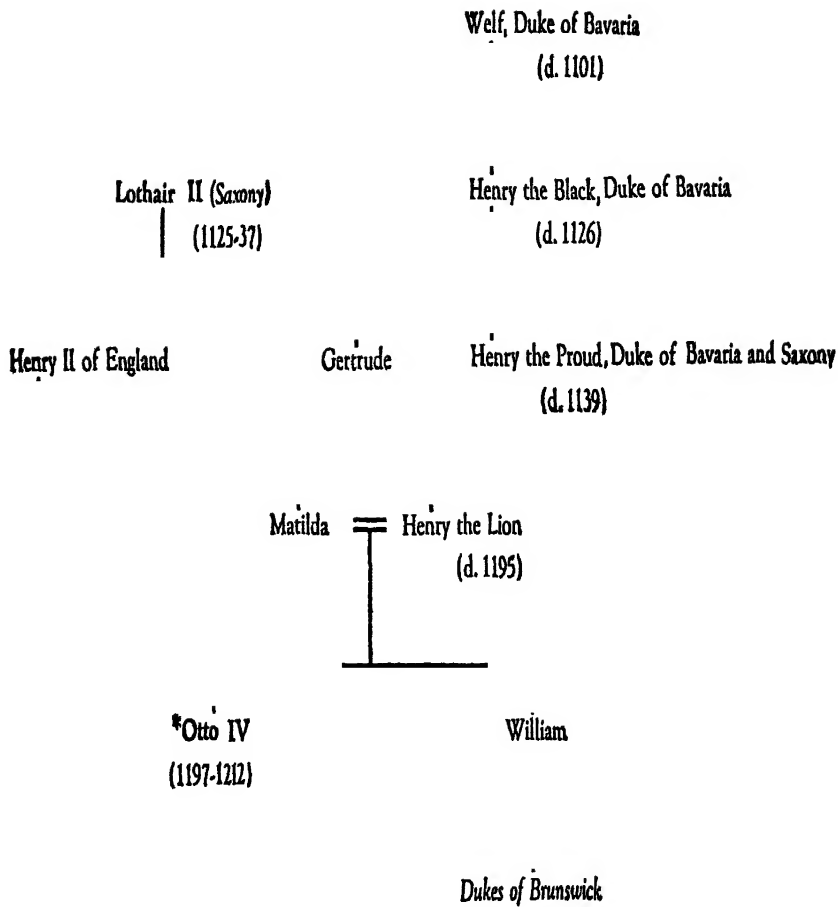 Welf, Duke of Bavaria
(d. 1101)
Lothair II (Saxony)
(1125-37)
Henry the Black, Duke of Bavaria
(d. 1126)
Henry II of England
Gertrude
Henry the Proud, Duke of Bavaria and Saxony
(d. 1139)
Matilda = Henry the Lion
(d. 1195)
*Otto IV
(1197-1212)
William
Dukes of Brunswick